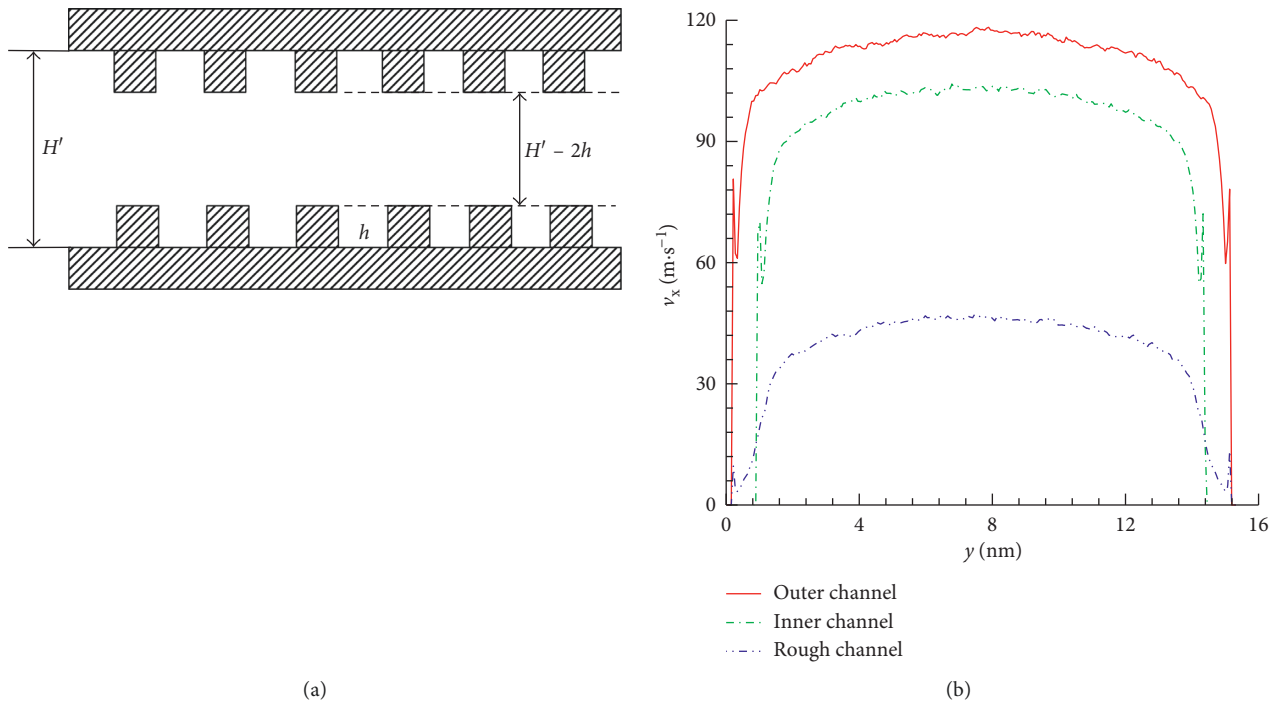 H′
H′ – 2h
h
(a)
120
90
60
30
0
v_x (m·s⁻¹)
0 4 8 12 16
y (nm)
Outer channel
Inner channel
Rough channel
(b)